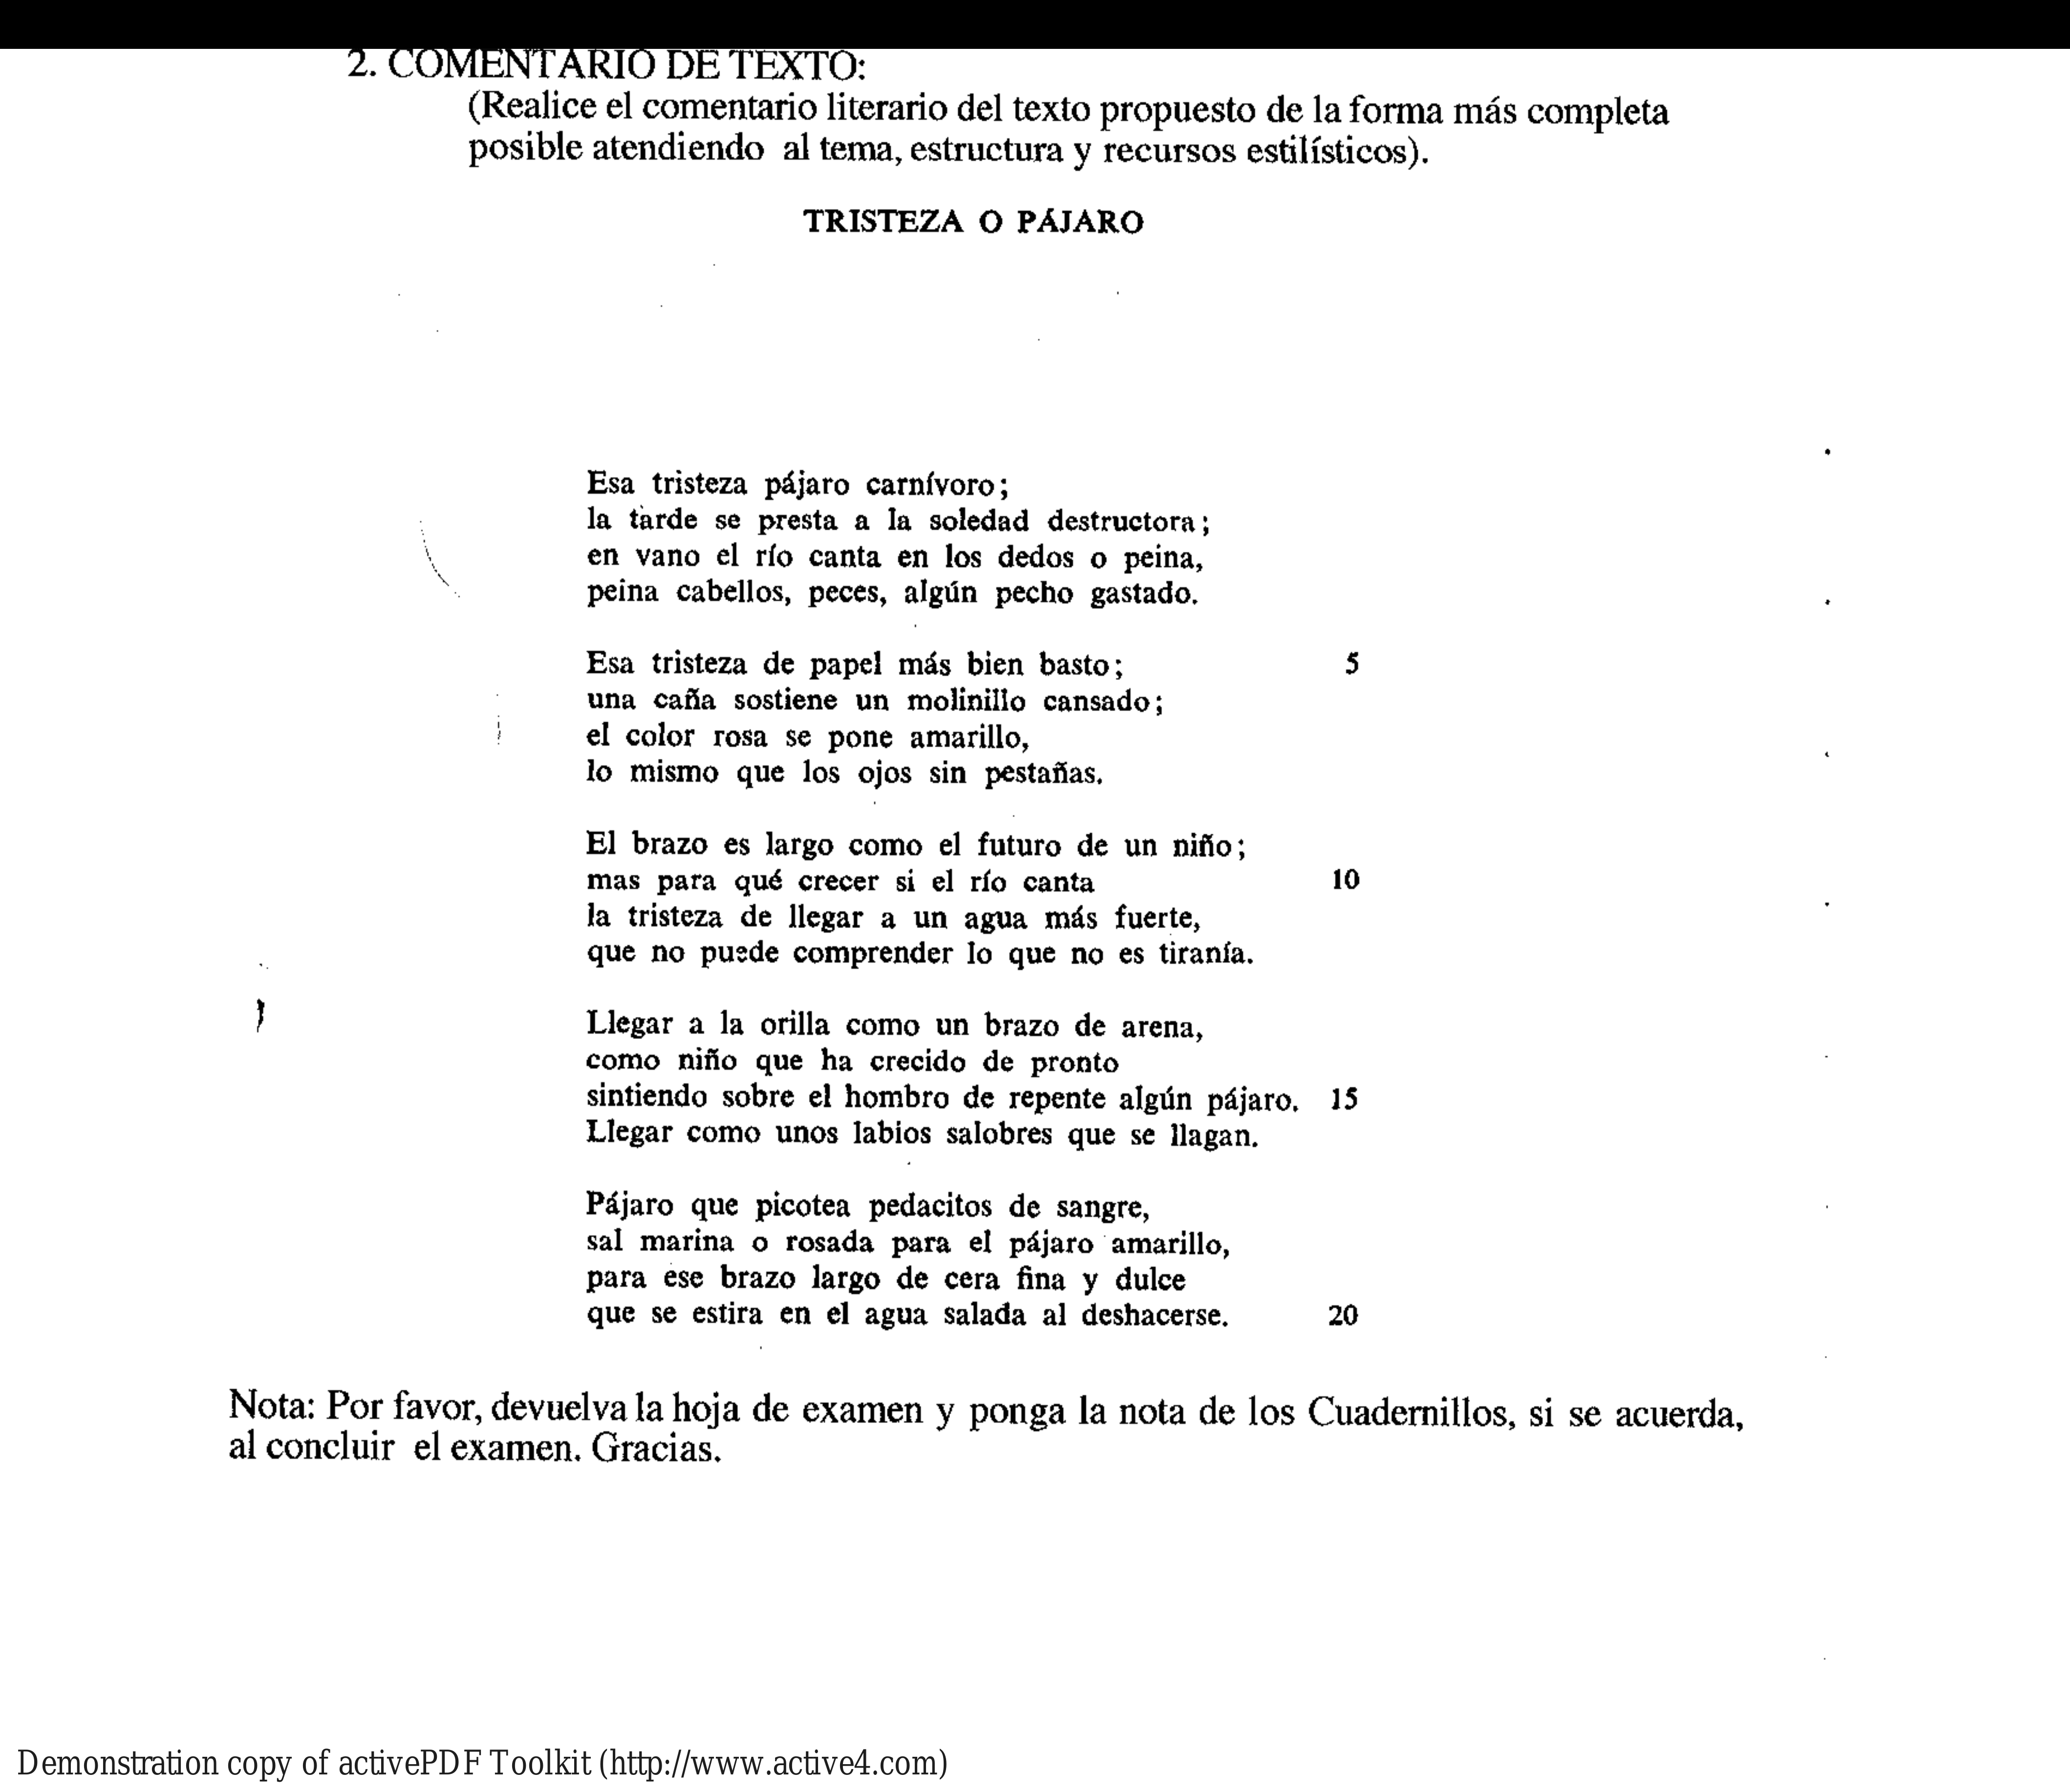 2. COMENTARIO DE TEXTO:
(Realice el comentario literario del texto propuesto de la forma más completa
posible atendiendo al tema, estructura y recursos estilísticos).
TRISTEZA O PÁJARO
Esa tristeza pájaro carnívoro;
la tarde se presta a la soledad destructora;
en vano el río canta en los dedos o peina,
peina cabellos, peces, algún pecho gastado.
Esa tristeza de papel más bien basto; 5
una caña sostiene un molinillo cansado;
el color rosa se pone amarillo,
lo mismo que los ojos sin pestañas.
El brazo es largo como el futuro de un niño;
mas para qué crecer si el río canta 10
la tristeza de llegar a un agua más fuerte,
que no puede comprender lo que no es tiranía.
Llegar a la orilla como un brazo de arena,
como niño que ha crecido de pronto
sintiendo sobre el hombro de repente algún pájaro. 15
Llegar como unos labios salobres que se llagan.
Pájaro que picotea pedacitos de sangre,
sal marina o rosada para el pájaro amarillo,
para ese brazo largo de cera fina y dulce
que se estira en el agua salada al deshacerse. 20
Nota: Por favor, devuelva la hoja de examen y ponga la nota de los Cuadernillos, si se acuerda,
al concluir el examen. Gracias.
Demonstration copy of activePDF Toolkit (http://www.active4.com)